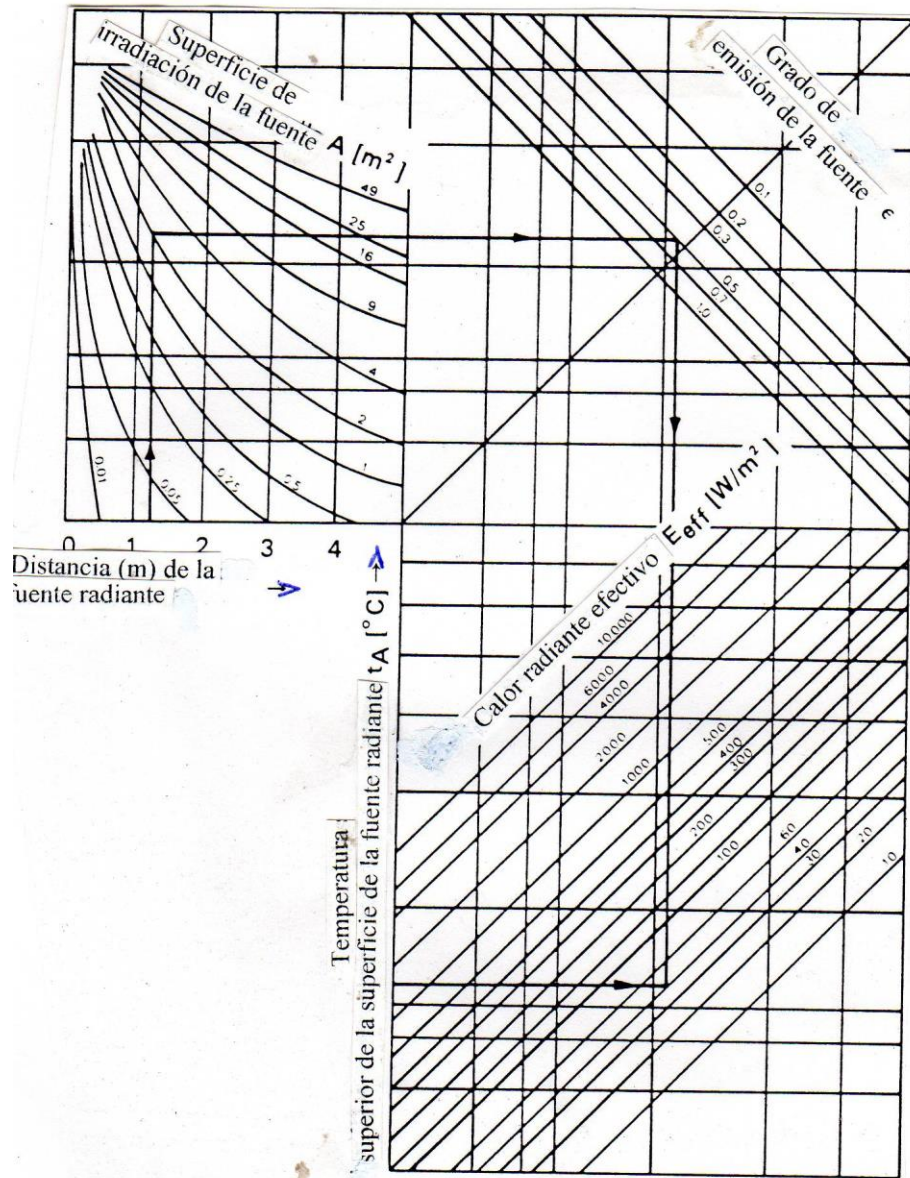 Superficie de
irradiación de la fuente
A [m²]
Grado de
emisión de la fuente ϵ
49
25
16
9
4
2
1
0.5
0.25
0.05
0.01
0.1
0.2
0.3
0.5
0.7
1.0
0 1 2 3 4
Distancia (m) de la
fuente radiante
Temperatura
superior de la superficie de la fuente radiante tA [°C]
Calor radiante efectivo Eeff [W/m²]
10000
6000
4000
2000
1000
500
400
300
200
100
60
40
30
20
10